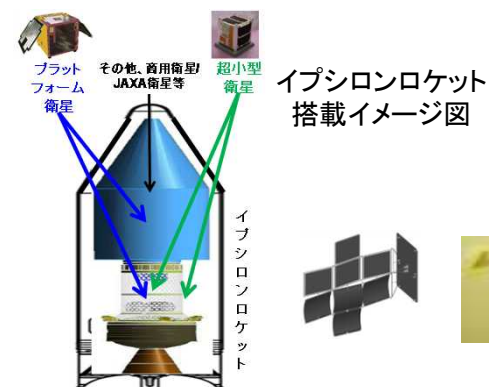 プラット
フォーム
衛星
その他、商用衛星/
JAXA衛星等
超小型
衛星
イプシロンロケット
搭載イメージ図
イプシロンロケット